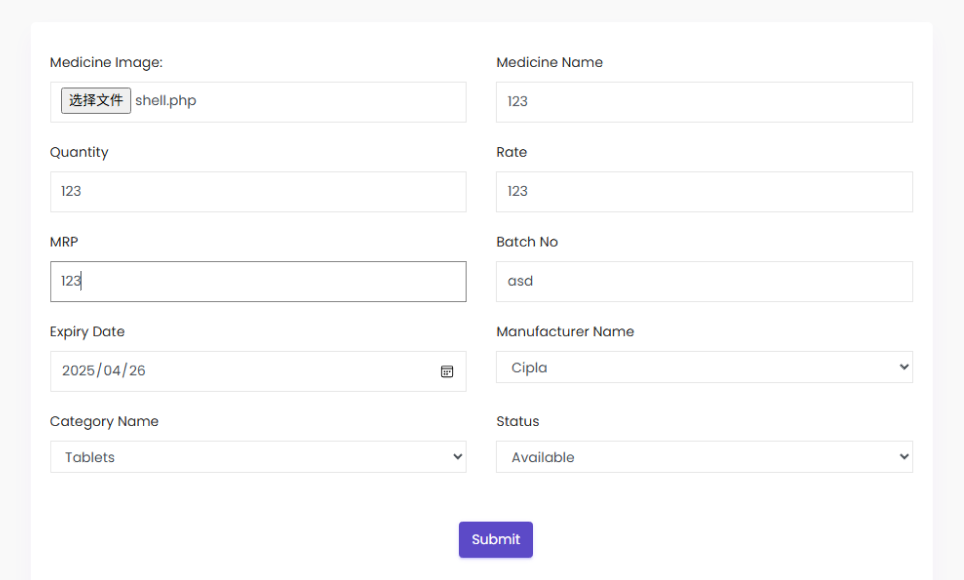 Medicine Image:
Medicine Name
选择文件 shell.php
123
Quantity
Rate
123
123
MRP
Batch No
123
asd
Expiry Date
Manufacturer Name
2025/04/26
Cipla
Category Name
Status
Tablets
Available
Submit